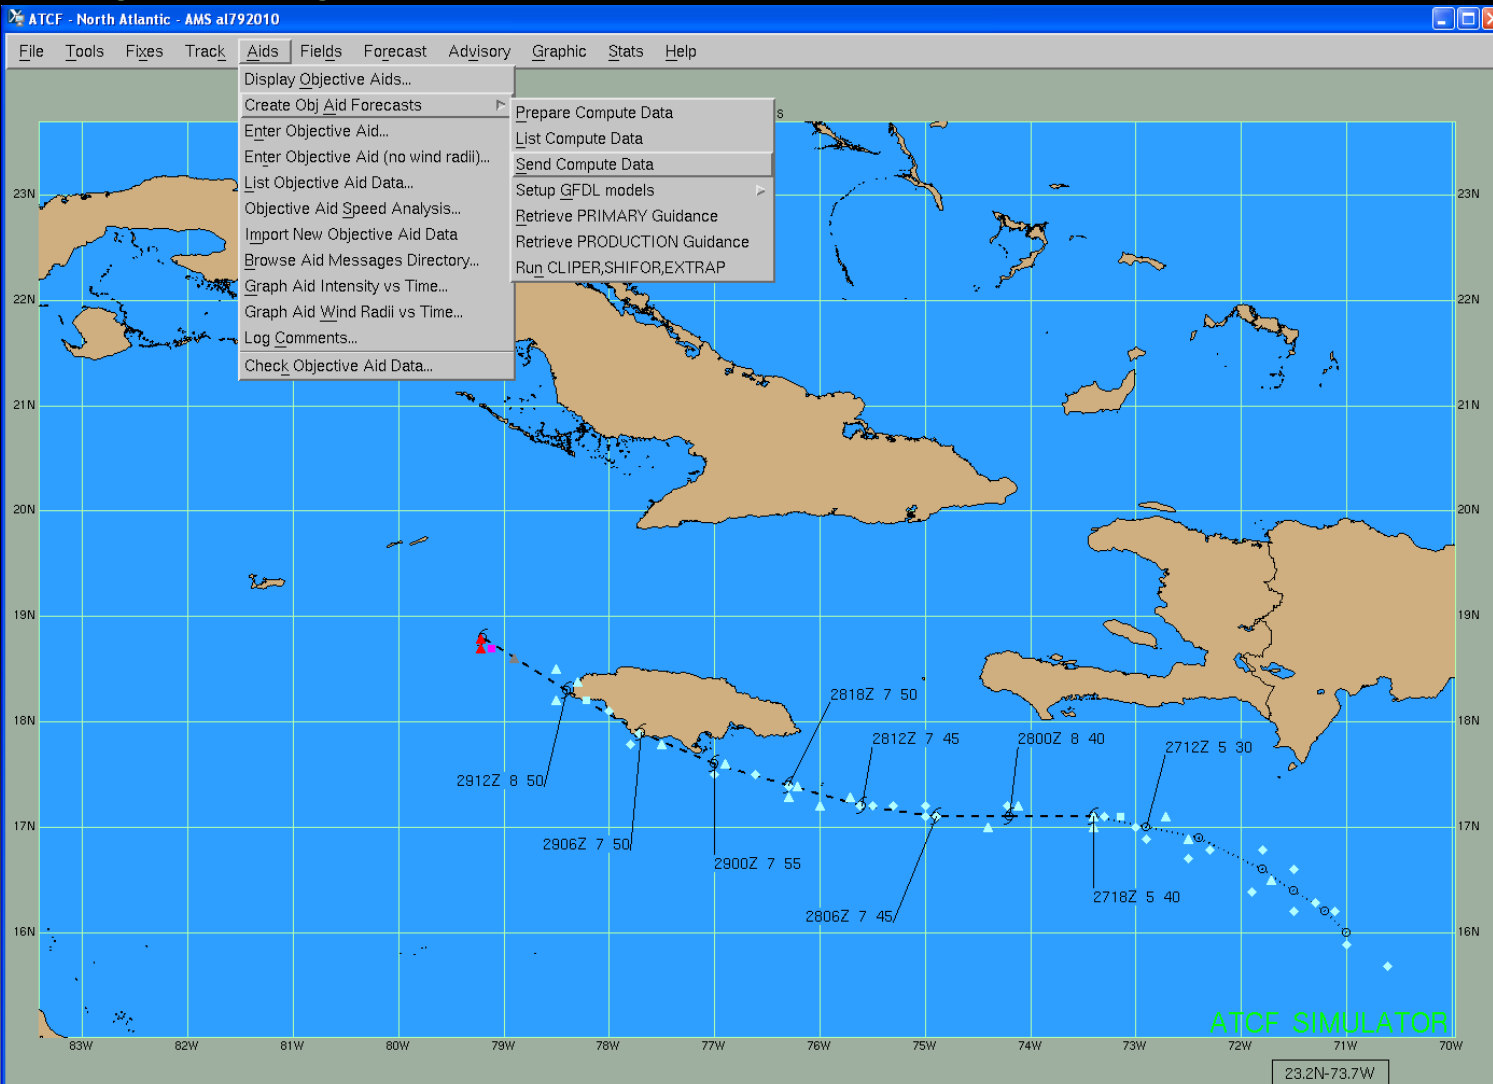 ATCF - North Atlantic - AMS al792010
File Tools Fixes Track Aids Fields Forecast Advisory Graphic Stats Help
Display Objective Aids...
Create Obj Aid Forecasts
Enter Objective Aid...
Enter Objective Aid (no wind radii)...
List Objective Aid Data...
Objective Aid Speed Analysis...
Import New Objective Aid Data
Browse Aid Messages Directory...
Graph Aid Intensity vs Time...
Graph Aid Wind Radii vs Time...
Log Comments...
Check Objective Aid Data...
Prepare Compute Data
List Compute Data
Send Compute Data
Setup GFDL models
Retrieve PRIMARY Guidance
Retrieve PRODUCTION Guidance
Run CLIPER,SHIFOR,EXTRAP
s
23N 23N
22N 22N
21N 21N
20N 20N
19N 19N
18N 18N
17N 17N
16N 16N
2818Z 7 50
2812Z 7 45
2800Z 8 40
2712Z 5 30
2912Z 8 50
2906Z 7 50
2900Z 7 55
2806Z 7 45
2718Z 5 40
ATCF SIMULATOR
83W 82W 81W 80W 79W 78W 77W 76W 75W 74W 73W 72W 71W 70W
23.2N-73.7W